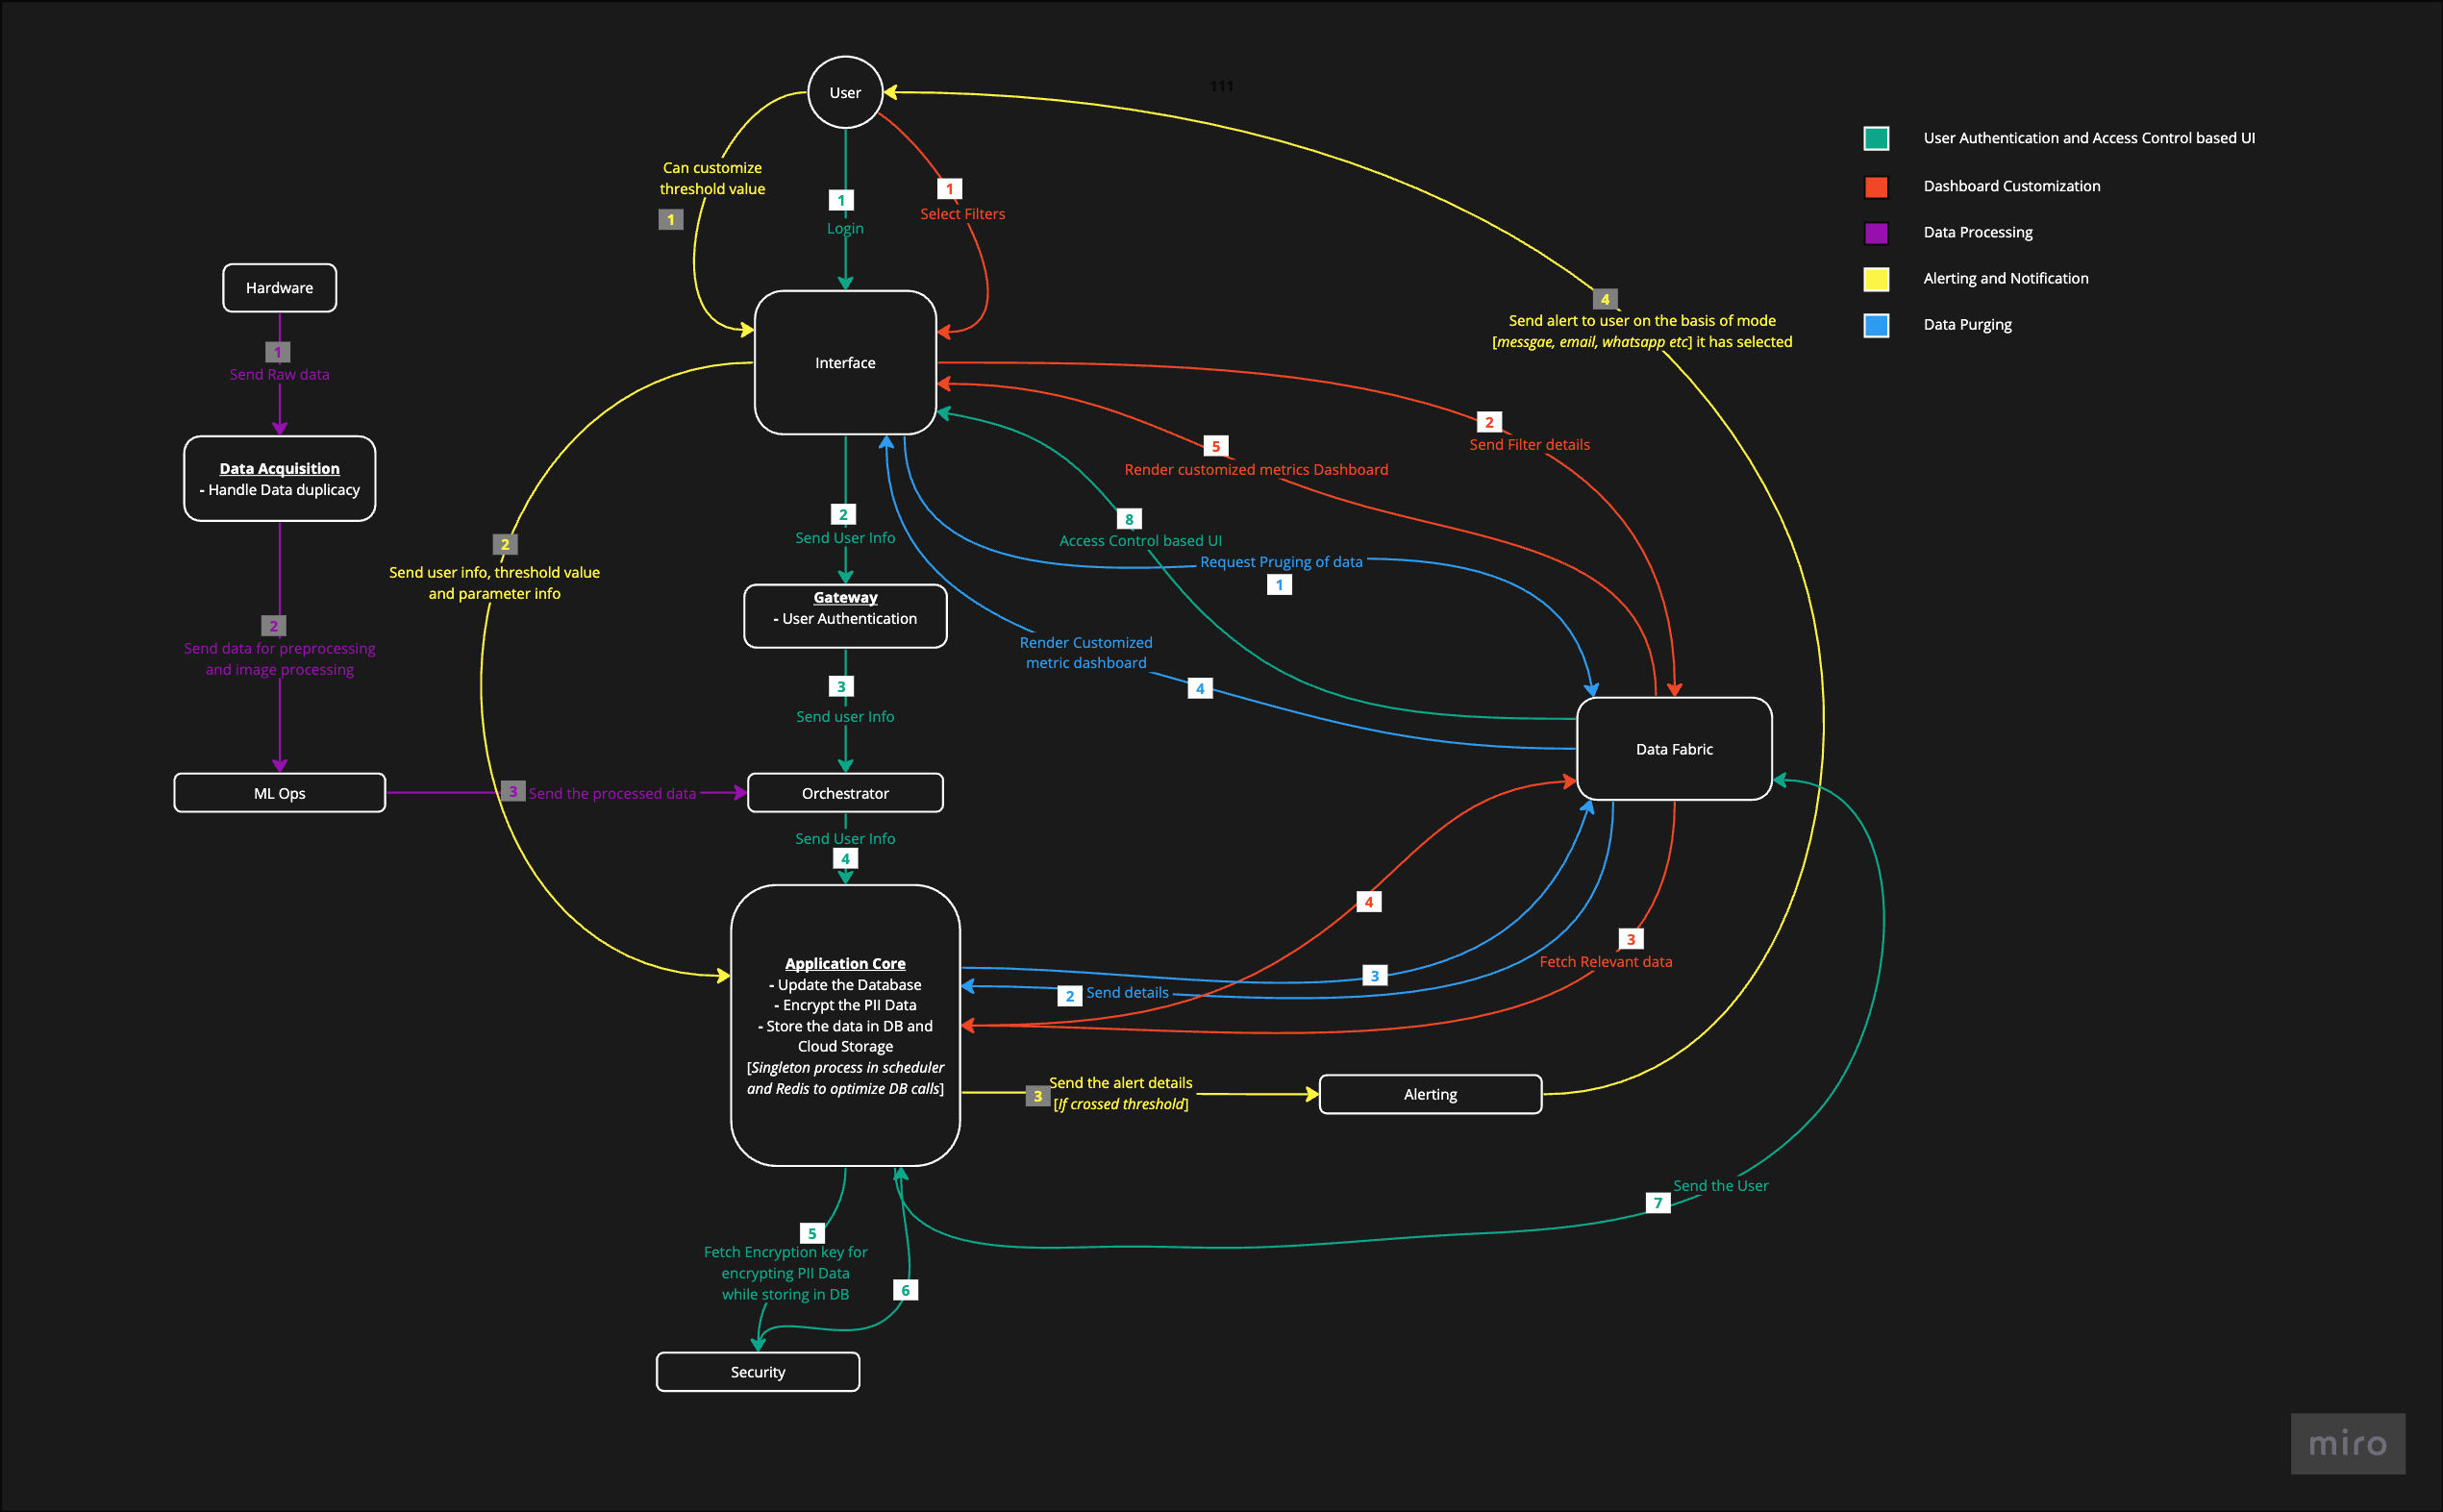 User
111
Can customize
threshold value
1
1
Login
1
Select Filters
User Authentication and Access Control based UI
Dashboard Customization
Data Processing
Alerting and Notification
Data Purging
Hardware
1
Send Raw data
Data Acquisition
- Handle Data duplicacy
2
Send data for preprocessing
and image processing
ML Ops
3
Send the processed data
Interface
4
Send alert to user on the basis of mode
[messgae, email, whatsapp etc] it has selected
2
Send Filter details
5
Render customized metrics Dashboard
8
Access Control based UI
Request Pruging of data
1
Render Customized
metric dashboard
4
2
Send user info, threshold value
and parameter info
2
Send User Info
Gateway
- User Authentication
3
Send user Info
Orchestrator
Send User Info
4
Data Fabric
Application Core
- Update the Database
- Encrypt the PII Data
- Store the data in DB and
Cloud Storage
[Singleton process in scheduler
and Redis to optimize DB calls]
4
3
Fetch Relevant data
3
2
Send details
3
Send the alert details
[If crossed threshold]
Alerting
7
Send the User
5
Fetch Encryption key for
encrypting PII Data
while storing in DB
6
Security
miro